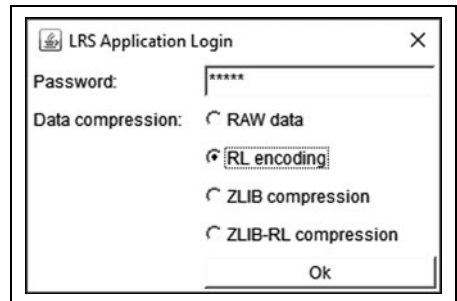 LRS Application Login
Password: *****
Data compression: RAW data
RL encoding
ZLIB compression
ZLIB-RL compression
Ok